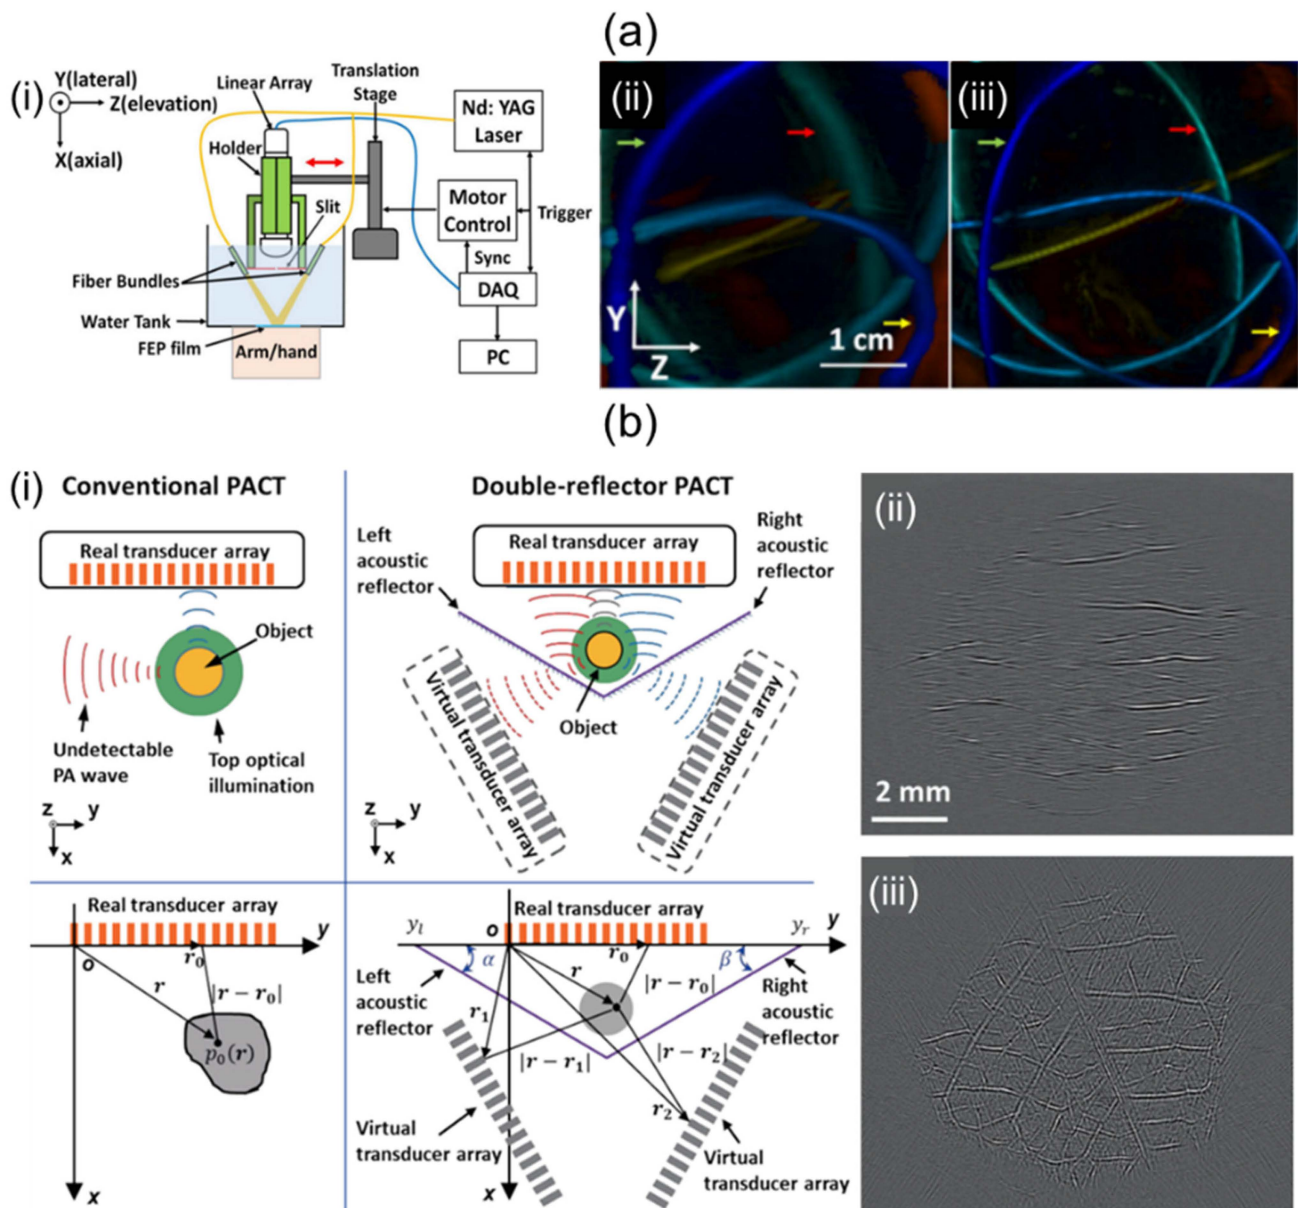 (a)
(i)
Y(lateral)
Z(elevation)
X(axial)
Linear Array
Translation
Stage
Holder
Slit
Fiber Bundles
Water Tank
FEP film
Arm/hand
Nd: YAG
Laser
Motor
Control
Trigger
Sync
DAQ
PC
(ii)
Y
Z
1 cm
(iii)
(b)
(i)
Conventional PACT
Real transducer array
Object
Undetectable
PA wave
Top optical
illumination
z
y
x
Double-reflector PACT
Left
acoustic
reflector
Real transducer array
Right
acoustic
reflector
Virtual transducer array
Object
Virtual transducer array
z
y
x
Real transducer array
y
o
r₀
r
|r − r₀|
p₀(r)
x
Real transducer array
yₗ
o
yᵣ
y
α
β
r
r₀
|r − r₀|
Left
acoustic
reflector
Right
acoustic
reflector
r₁
|r − r₁|
|r − r₂|
r₂
Virtual
transducer array
Virtual
transducer array
x
(ii)
2 mm
(iii)